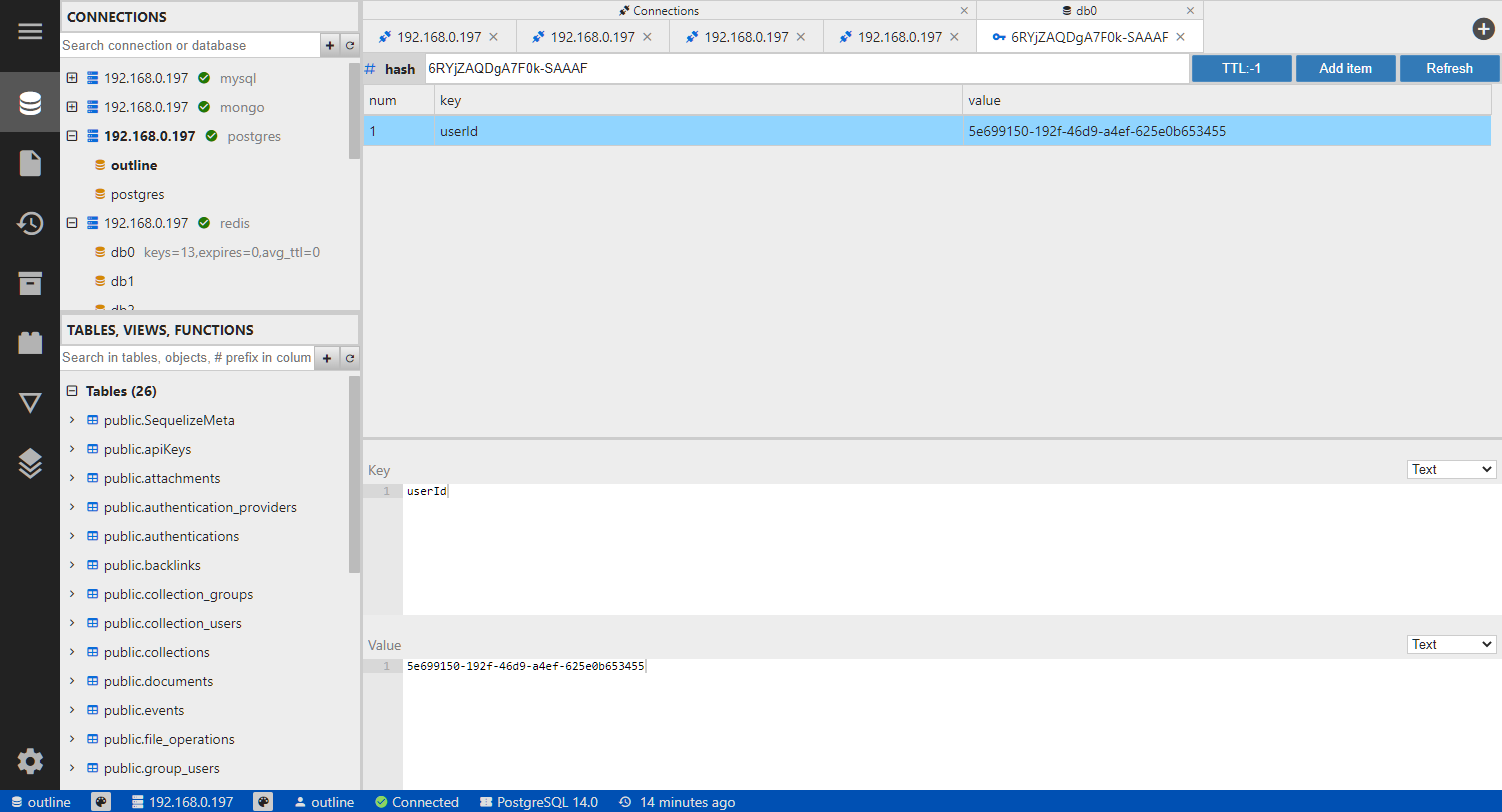 CONNECTIONS
Search connection or database
192.168.0.197 mysql
192.168.0.197 mongo
192.168.0.197 postgres
outline
postgres
192.168.0.197 redis
db0 keys=13,expires=0,avg_ttl=0
db1
db2
TABLES, VIEWS, FUNCTIONS
Search in tables, objects, # prefix in colum
Tables (26)
public.SequelizeMeta
public.apiKeys
public.attachments
public.authentication_providers
public.authentications
public.backlinks
public.collection_groups
public.collection_users
public.collections
public.documents
public.events
public.file_operations
public.group_users
Connections db0
192.168.0.197 192.168.0.197 192.168.0.197 192.168.0.197 6RYjZAQDgA7F0k-SAAAF
# hash 6RYjZAQDgA7F0k-SAAAF TTL:-1 Add item Refresh
num key value
1 userId 5e699150-192f-46d9-a4ef-625e0b653455
Key Text
1 userId
Value Text
1 5e699150-192f-46d9-a4ef-625e0b653455
outline 192.168.0.197 outline Connected PostgreSQL 14.0 14 minutes ago